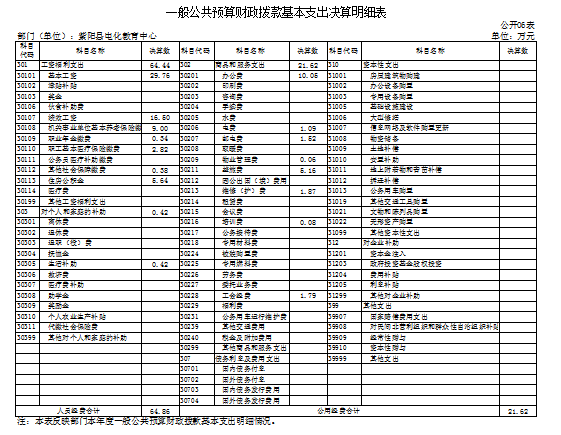 一般公共预算财政拨款基本支出决算明细表
公开06表
部门（单位）：紫阳县电化教育中心 单位：万元
科目代码 科目名称 决算数 科目代码 科目名称 决算数 科目代码 科目名称 决算数
301 工资福利支出 64.44 302 商品和服务支出 21.62 310 资本性支出
30101 基本工资 29.76 30201 办公费 10.05 31001 房屋建筑物购建
30102 津贴补贴 30202 印刷费 31002 办公设备购置
30103 奖金 30203 咨询费 31003 专用设备购置
30106 伙食补助费 30204 手续费 31005 基础设施建设
30107 绩效工资 16.50 30205 水费 31006 大型修缮
30108 机关事业单位基本养老保险缴 9.00 30206 电费 1.09 31007 信息网络及软件购置更新
30109 职业年金缴费 0.34 30207 邮电费 1.52 31008 物资储备
30110 职工基本医疗保险缴费 2.82 30208 取暖费 31009 土地补偿
30111 公务员医疗补助缴费 30209 物业管理费 0.06 31010 安置补助
30112 其他社会保障缴费 0.38 30211 差旅费 5.16 31011 地上附着物和青苗补偿
30113 住房公积金 5.64 30212 因公出国（境）费用 31012 拆迁补偿
30114 医疗费 30213 维修（护）费 1.87 31013 公务用车购置
30199 其他工资福利支出 30214 租赁费 31019 其他交通工具购置
303 对个人和家庭的补助 0.42 30215 会议费 31021 文物和陈列品购置
30301 离休费 30216 培训费 0.08 31022 无形资产购置
30302 退休费 30217 公务接待费 31099 其他资本性支出
30303 退职（役）费 30218 专用材料费 312 对企业补助
30304 抚恤金 30224 被装购置费 31201 资本金注入
30305 生活补助 0.42 30225 专用燃料费 31203 政府投资基金股权投资
30306 救济费 30226 劳务费 31204 费用补贴
30307 医疗费补助 30227 委托业务费 31205 利息补贴
30308 助学金 30228 工会经费 1.79 31299 其他对企业补助
30309 奖励金 30229 福利费 399 其他支出
30310 个人农业生产补贴 30231 公务用车运行维护费 39907 国家赔偿费用支出
30311 代缴社会保险费 30239 其他交通费用 39908 对民间非营利组织和群众性自治组织补贴
30399 其他对个人和家庭的补助 30240 税金及附加费用 39909 经常性赠与
30299 其他商品和服务支出 39910 资本性赠与
307 债务利息及费用支出 39999 其他支出
30701 国内债务付息
30702 国外债务付息
30703 国内债务发行费用
30704 国外债务发行费用
人员经费合计 64.86 公用经费合计 21.62
注：本表反映部门本年度一般公共预算财政拨款基本支出明细情况。